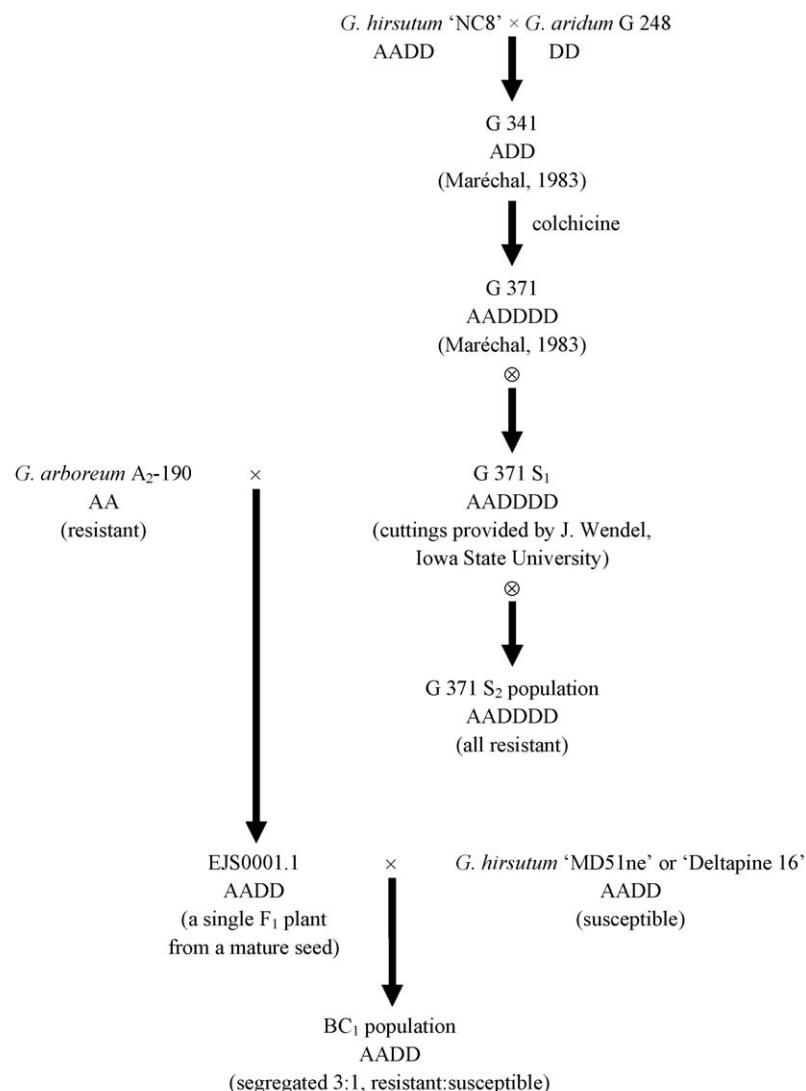 G. hirsutum ‘NC8’ × G. aridum G 248
AADD DD
G 341
ADD
(Maréchal, 1983)
colchicine
G 371
AADDDD
(Maréchal, 1983)
⊗
G. arboreum A₂-190 × G 371 S₁
AA AADDDD
(resistant) (cuttings provided by J. Wendel,
Iowa State University)
⊗
G 371 S₂ population
AADDDD
(all resistant)
EJS0001.1 × G. hirsutum ‘MD51ne’ or ‘Deltapine 16’
AADD AADD
(a single F₁ plant (susceptible)
from a mature seed)
BC₁ population
AADD
(segregated 3:1, resistant:susceptible)